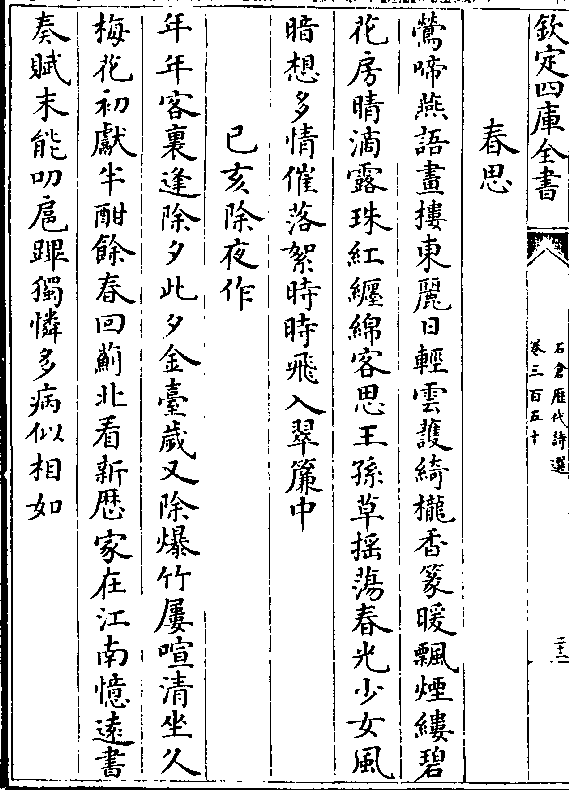 欽定四庫全書
石倉歷代詩選
卷三百五十
二十二
春思
鶯啼燕語畫樓東麗日輕雲護綺櫳香篆暖飄煙縷碧
花房晴滴露珠紅纏綿客思王孫草摇蕩春光少女風
暗想多情催落絮時時飛入翠簾中
己亥除夜作
年年客裏逢除夕此夕金臺歲又除爆竹屢喧清坐久
梅花初獻半酣餘春回薊北看新厯家在江南憶遠書
奏賦未能叨扈蹕獨憐多病似相如